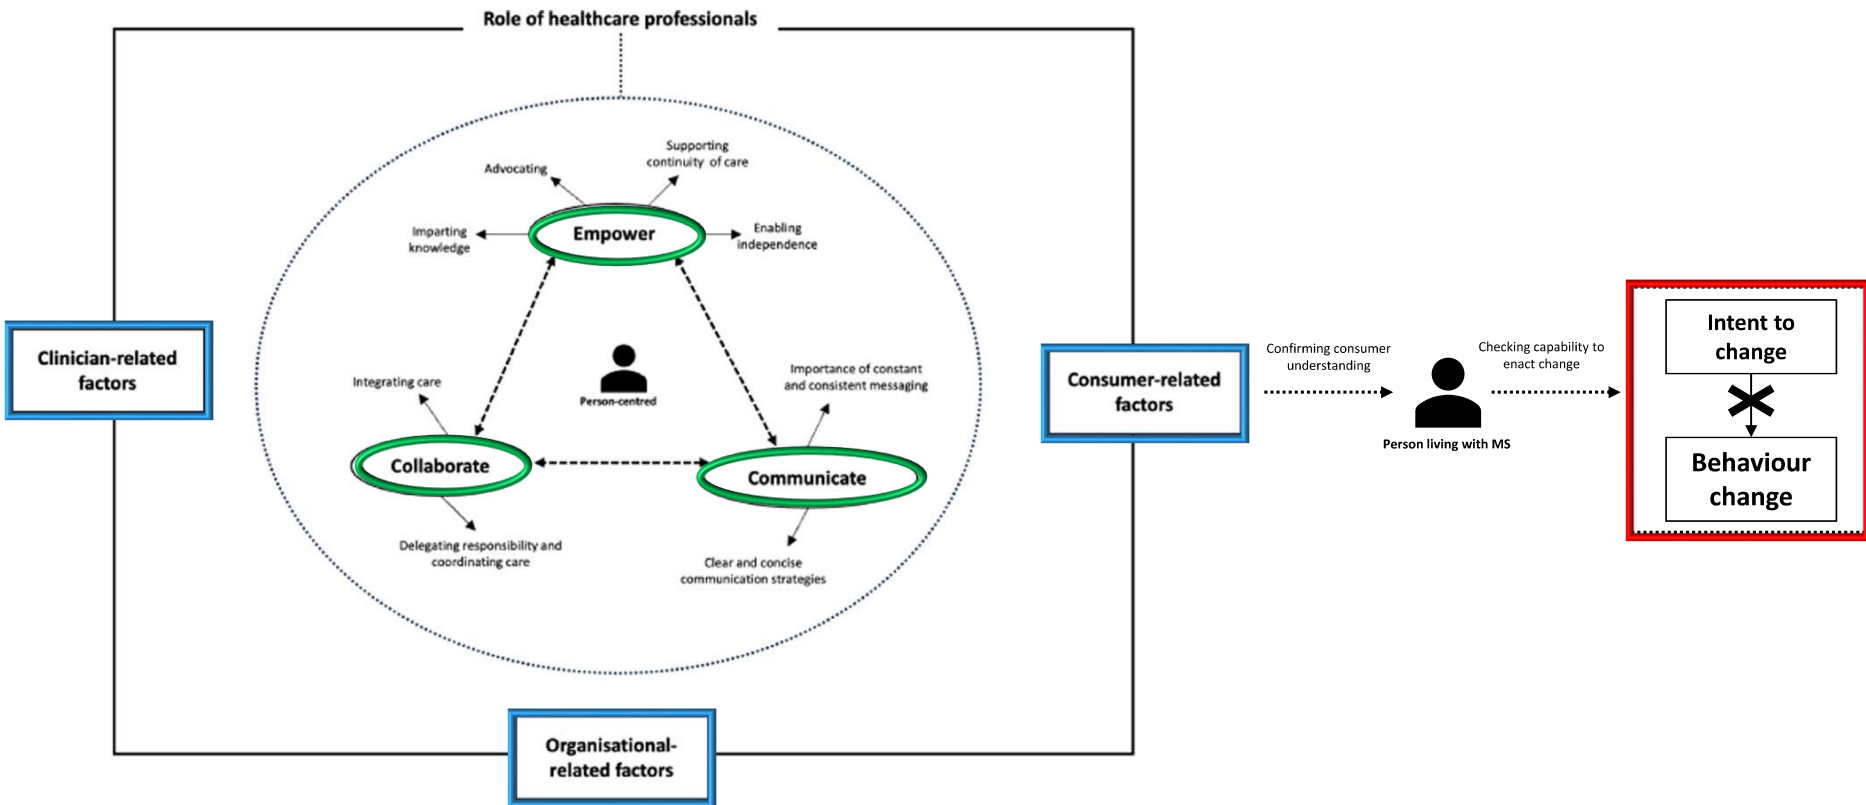 Role of healthcare professionals
Supporting
continuity of care
Advocating
Imparting
knowledge
Empower
Enabling
independence
Clinician-related
factors
Person-centred
Integrating care
Importance of constant
and consistent messaging
Collaborate
Communicate
Delegating responsibility and
coordinating care
Clear and concise
communication strategies
Organisational-
related factors
Consumer-related
factors
Confirming consumer
understanding
Person living with MS
Checking capability to
enact change
Intent to
change
Behaviour
change